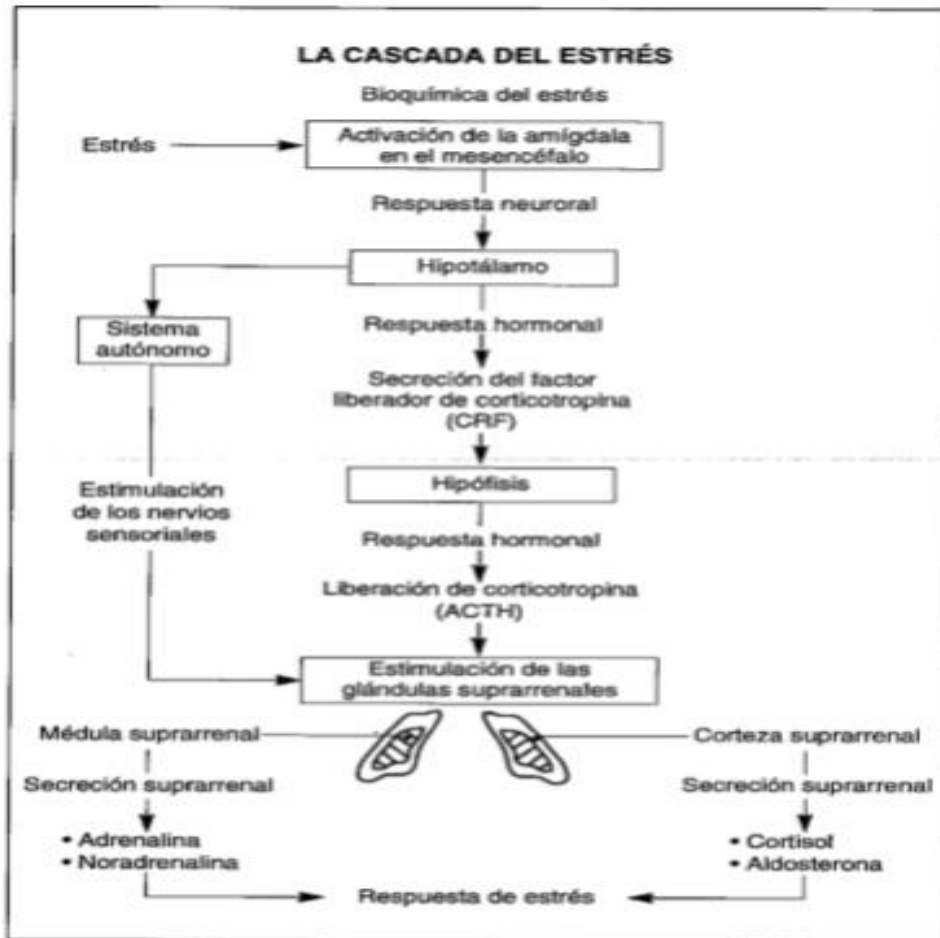 LA CASCADA DEL ESTRÉS
Bioquímica del estrés
Estrés
Activación de la amígdala
en el mesencéfalo
Respuesta neuroral
Hipotálamo
Sistema
autónomo
Respuesta hormonal
Secreción del factor
liberador de corticotropina
(CRF)
Estimulación
de los nervios
sensoriales
Hipófisis
Respuesta hormonal
Liberación de corticotropina
(ACTH)
Estimulación de las
glándulas suprarrenales
Médula suprarrenal
Corteza suprarrenal
Secreción suprarrenal
Secreción suprarrenal
• Adrenalina
• Noradrenalina
• Cortisol
• Aldosterona
Respuesta de estrés